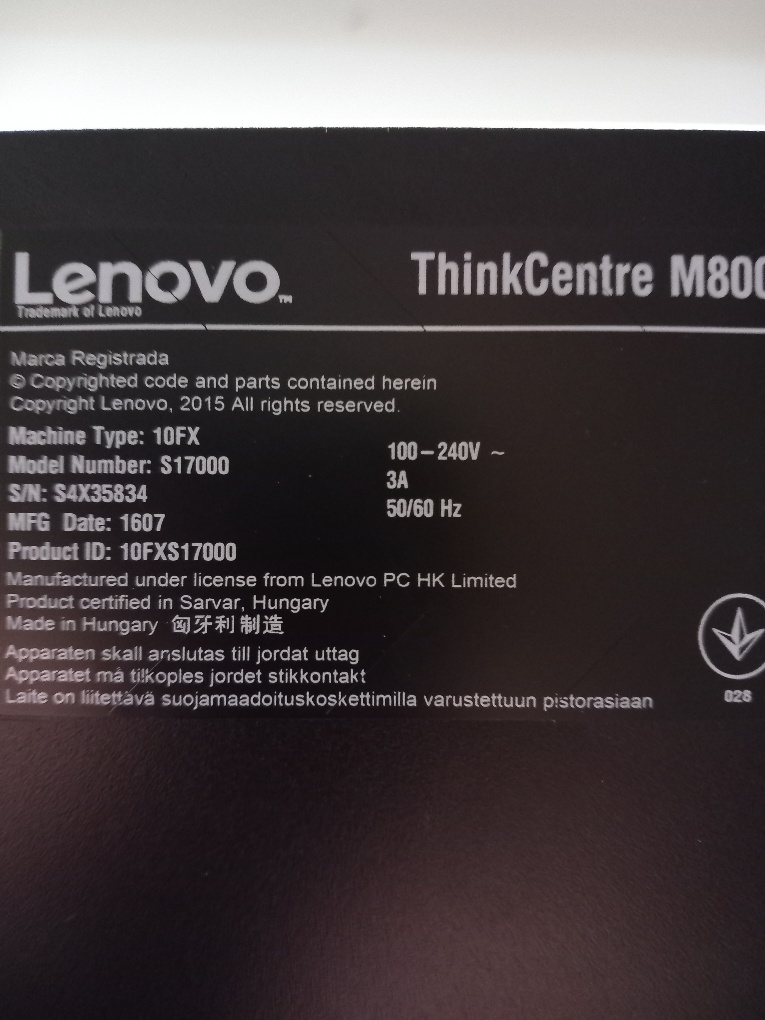 Lenovo™
ThinkCentre M800
Trademark of Lenovo
Marca Registrada
© Copyrighted code and parts contained herein
Copyright Lenovo, 2015 All rights reserved.
Machine Type: 10FX
Model Number: S17000
S/N: S4X35834
MFG Date: 1607
Product ID: 10FXS17000
100-240V ~
3A
50/60 Hz
Manufactured under license from Lenovo PC HK Limited
Product certified in Sarvar, Hungary
Made in Hungary 匈牙利制造
Apparaten skall anslutas till jordat uttag
Apparatet må tilkoples jordet stikkontakt
Laite on liitettävä suojamaadoituskoskettimilla varustettuun pistorasiaan
028